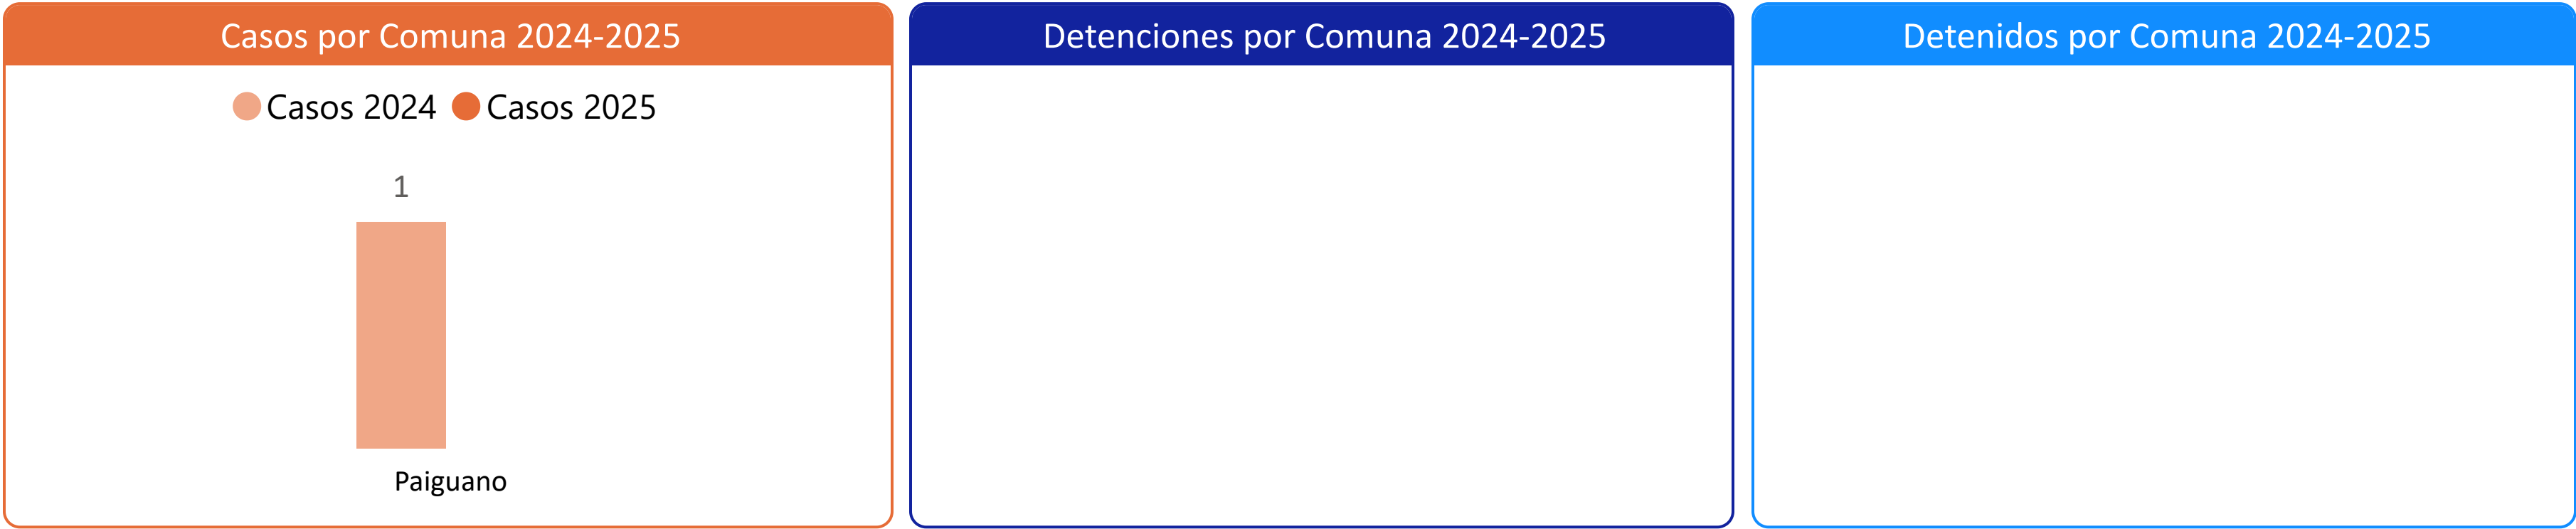 Casos por Comuna 2024-2025
Casos 2024 Casos 2025
1
Paiguano
Detenciones por Comuna 2024-2025
Detenidos por Comuna 2024-2025